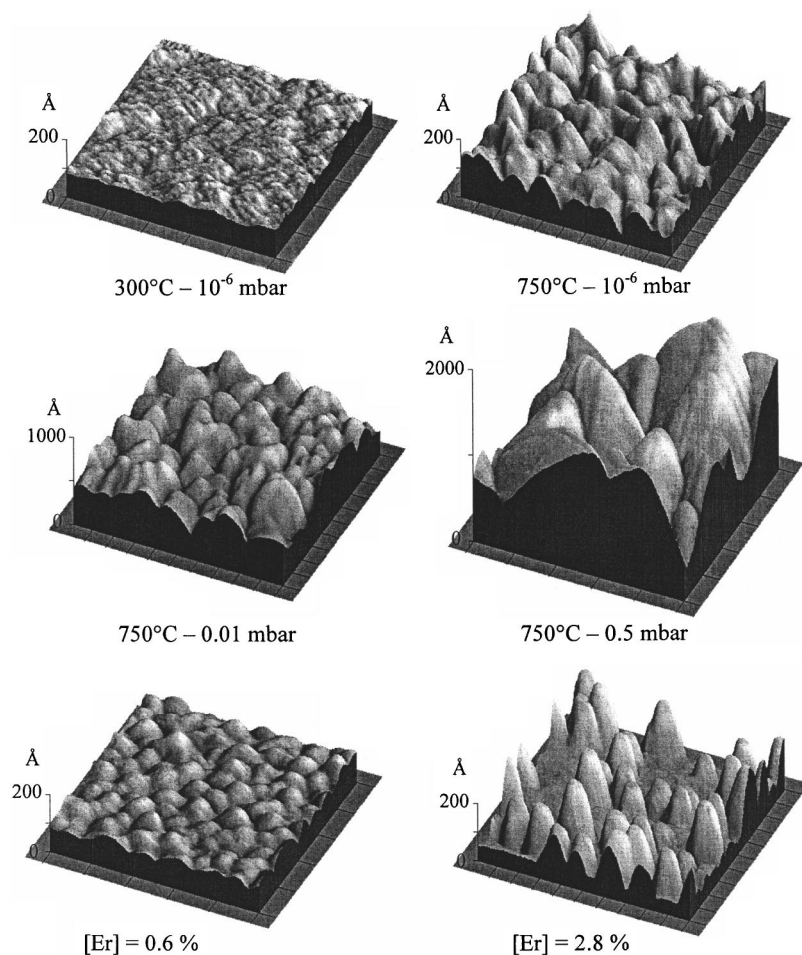 Å
200
0
300°C – 10⁻⁶ mbar
Å
200
0
750°C – 10⁻⁶ mbar
Å
1000
0
750°C – 0.01 mbar
Å
2000
0
750°C – 0.5 mbar
Å
200
0
[Er] = 0.6 %
Å
200
0
[Er] = 2.8 %